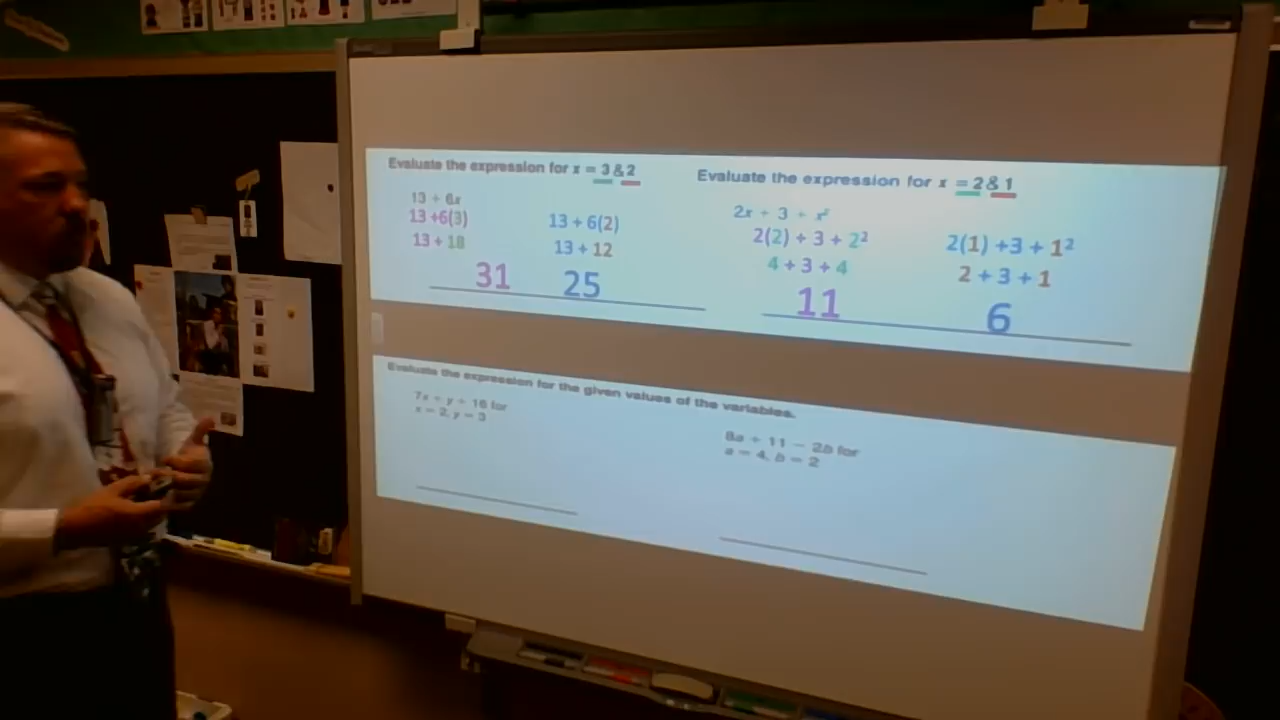 Evaluate the expression for x = 3 & 2
13 + 6x
13 +6(3)
13 + 18
31
13 + 6(2)
13 + 12
25
Evaluate the expression for x = 2 & 1
2x + 3 + x²
2(2) + 3 + 2²
4 + 3 + 4
11
2(1) +3 + 1²
2 + 3 + 1
6
Evaluate the expression for the given values of the variables.
7x + y + 16 for
x = 2, y = 3
8a + 11 − 2b for
a = 4, b = 2